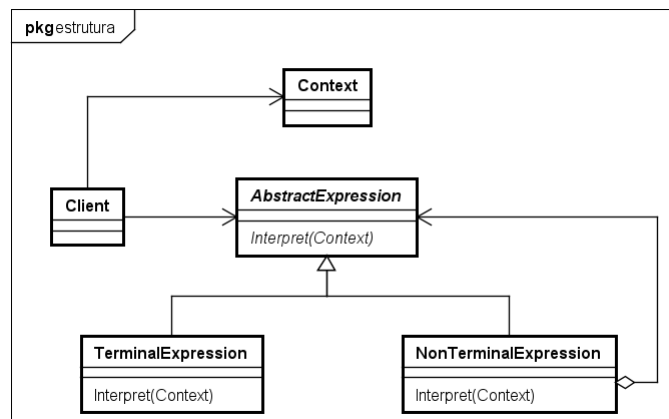 pkg estrutura
Context
Client
AbstractExpression
Interpret(Context)
TerminalExpression
NonTerminalExpression
Interpret(Context)
Interpret(Context)